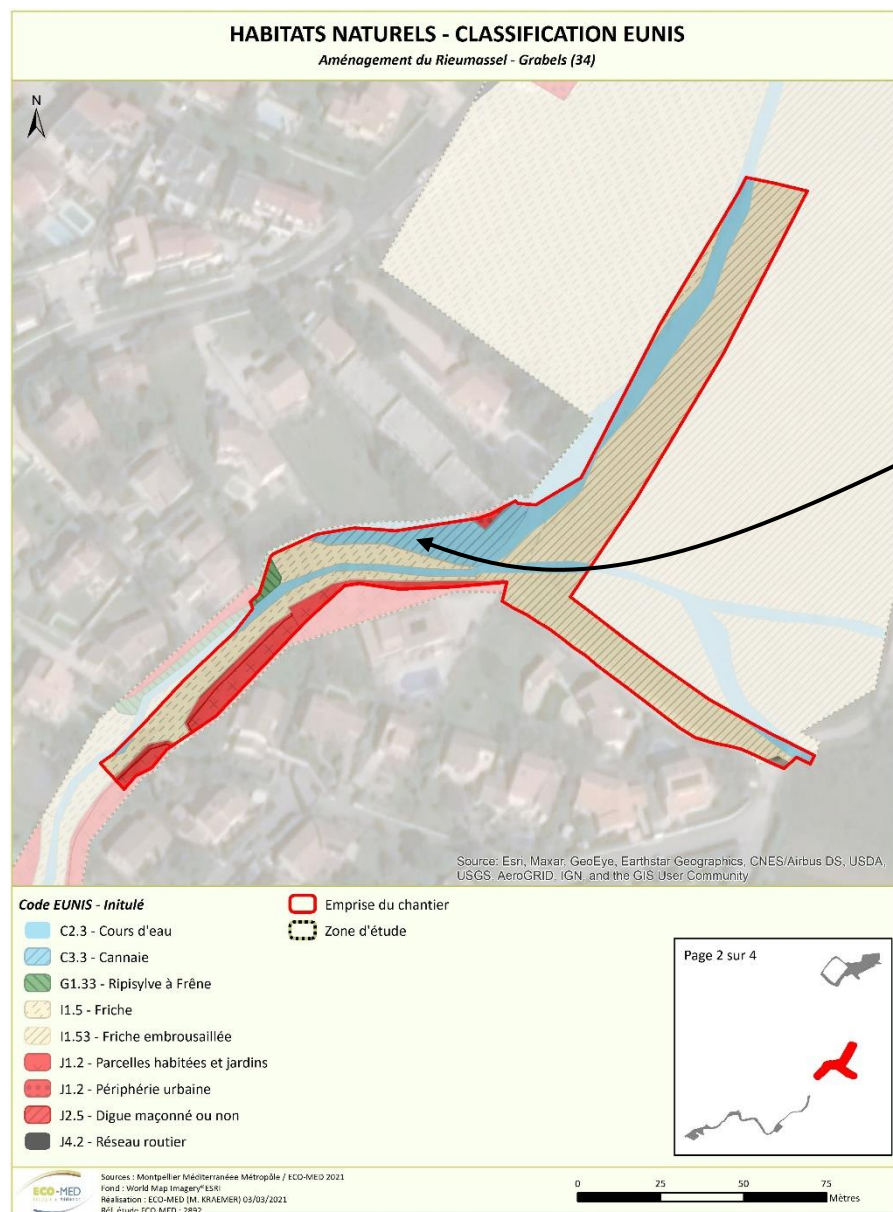 HABITATS NATURELS - CLASSIFICATION EUNIS
Aménagement du Rieumassel - Grabels (34)
N
Source: Esri, Maxar, GeoEye, Earthstar Geographics, CNES/Airbus DS, USDA,
USGS, AeroGRID, IGN, and the GIS User Community
Code EUNIS - Initulé
C2.3 - Cours d'eau
C3.3 - Cannaie
G1.33 - Ripisylve à Frêne
I1.5 - Friche
I1.53 - Friche embrousaillée
J1.2 - Parcelles habitées et jardins
J1.2 - Périphérie urbaine
J2.5 - Digue maçonné ou non
J4.2 - Réseau routier
Emprise du chantier
Zone d'étude
Page 2 sur 4
ECO-MED
Sources : Montpellier Méditerranéee Métropôle / ECO-MED 2021
Fond : World Map Imagery®ESRI
Réalisation : ECO-MED (M. KRAEMER) 03/03/2021
Réf. étude ECO-MED : 2892
0 25 50 75
Mètres